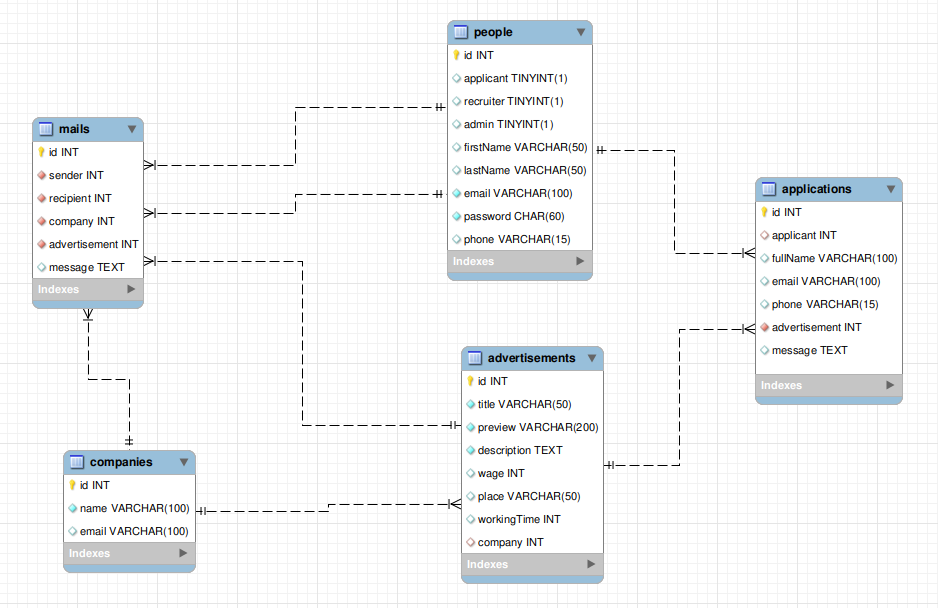 people
id INT
applicant TINYINT(1)
recruiter TINYINT(1)
admin TINYINT(1)
firstName VARCHAR(50)
lastName VARCHAR(50)
email VARCHAR(100)
password CHAR(60)
phone VARCHAR(15)
Indexes
mails
id INT
sender INT
recipient INT
company INT
advertisement INT
message TEXT
Indexes
applications
id INT
applicant INT
fullName VARCHAR(100)
email VARCHAR(100)
phone VARCHAR(15)
advertisement INT
message TEXT
Indexes
advertisements
id INT
title VARCHAR(50)
preview VARCHAR(200)
description TEXT
wage INT
place VARCHAR(50)
workingTime INT
company INT
Indexes
companies
id INT
name VARCHAR(100)
email VARCHAR(100)
Indexes